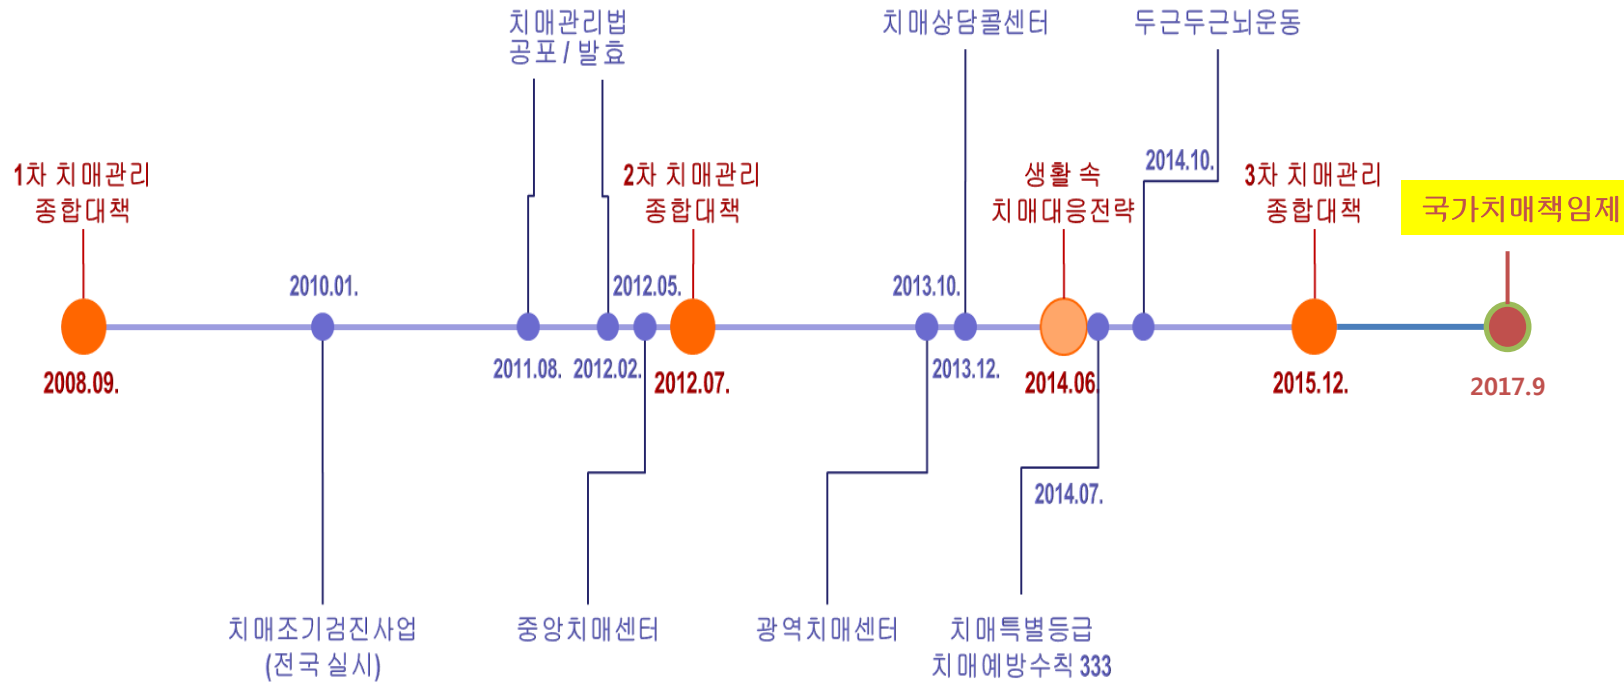 치매관리법
공포 / 발효
치매상담콜센터
두근두근뇌운동
1차 치매관리
종합대책
2차 치매관리
종합대책
생활 속
치매대응전략
2014.10.
3차 치매관리
종합대책
국가치매책임제
2010.01.
2012.05.
2013.10.
2008.09.
2011.08.
2012.02.
2012.07.
2013.12.
2014.06.
2015.12.
2017.9
2014.07.
치매조기검진사업
(전국 실시)
중앙치매센터
광역치매센터
치매특별등급
치매예방수칙 333